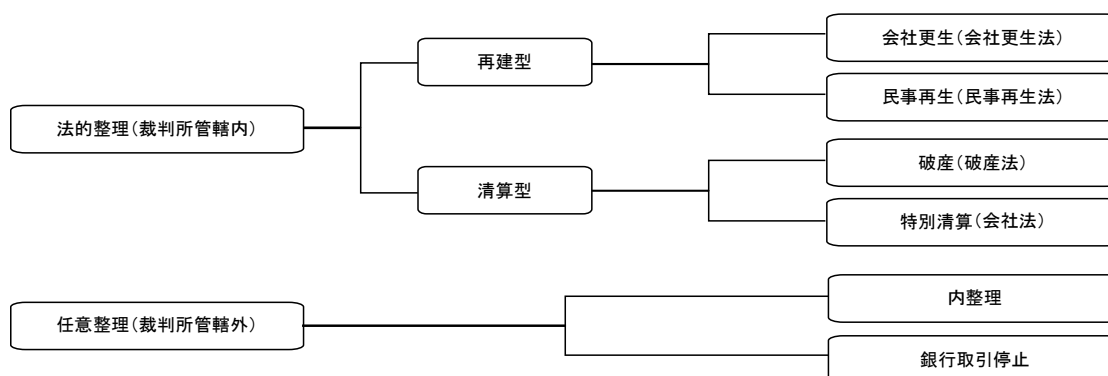 法的整理(裁判所管轄内)
再建型
会社更生(会社更生法)
民事再生(民事再生法)
清算型
破産(破産法)
特別清算(会社法)
任意整理(裁判所管轄外)
内整理
銀行取引停止